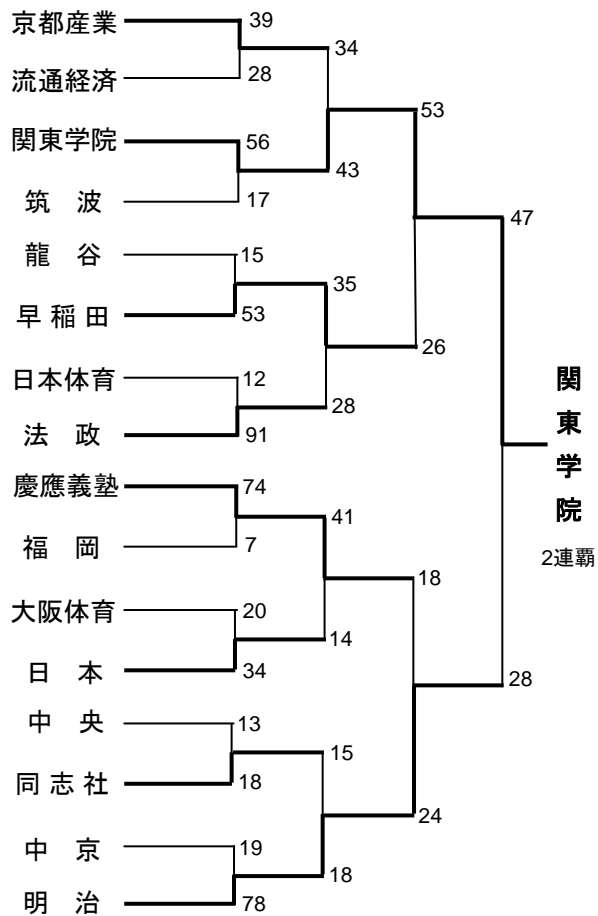 京都産業
39
34
流通経済
28
53
関東学院
56
43
筑 波
17
47
龍 谷
15
35
早 稲 田
53
26
日本体育
12
28
法 政
91
関東学院
2連覇
慶應義塾
74
41
福 岡
7
18
大阪体育
20
14
日 本
34
28
中 央
13
15
同 志 社
18
24
中 京
19
18
明 治
78